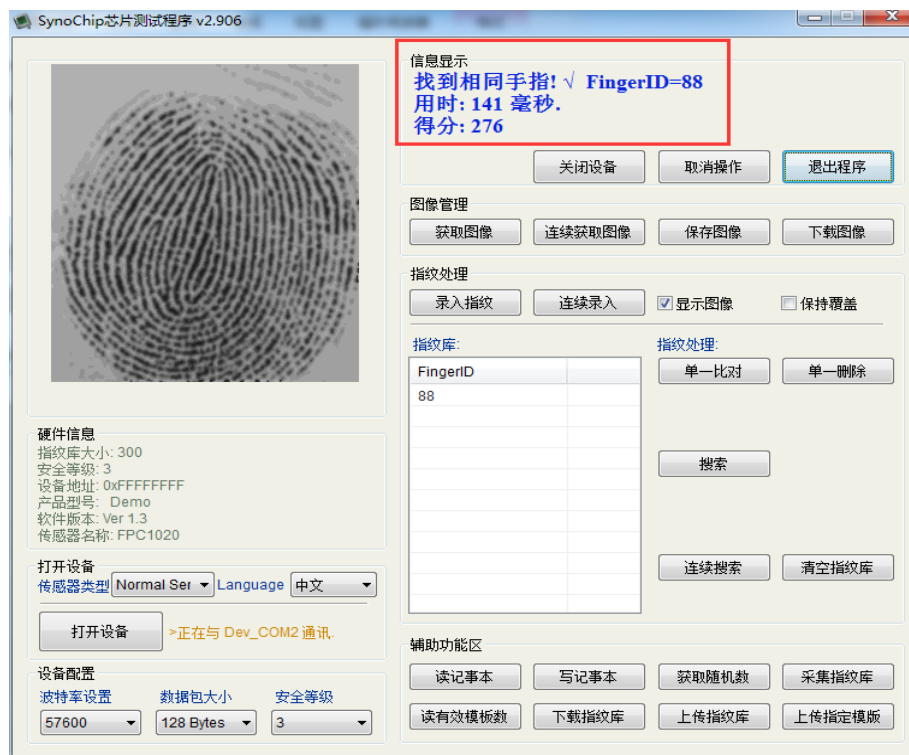 SynoChip芯片测试程序 v2.906
信息显示
找到相同手指! √ FingerID=88
用时: 141 毫秒.
得分: 276
关闭设备 取消操作 退出程序
图像管理
获取图像 连续获取图像 保存图像 下载图像
指纹处理
录入指纹 连续录入 显示图像 保持覆盖
指纹库: 指纹处理:
FingerID
88
单一比对 单一删除
搜索
连续搜索 清空指纹库
硬件信息
指纹库大小: 300
安全等级: 3
设备地址: 0xFFFFFFFF
产品型号: Demo
软件版本: Ver 1.3
传感器名称: FPC1020
打开设备
传感器类型 Normal Ser Language 中文
打开设备 >正在与 Dev_COM2 通讯.
设备配置
波特率设置 数据包大小 安全等级
57600 128 Bytes 3
辅助功能区
读记事本 写记事本 获取随机数 采集指纹库
读有效模板数 下载指纹库 上传指纹库 上传指定模版